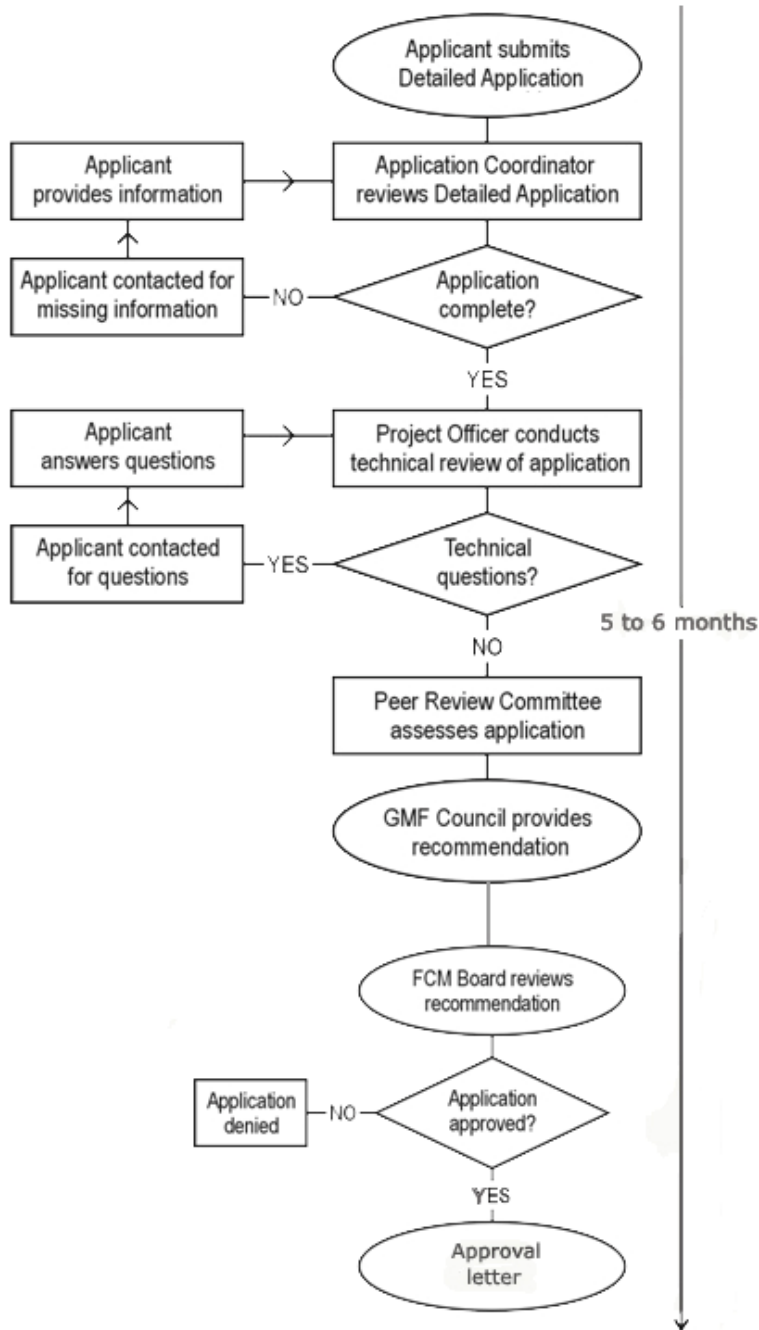 Applicant submits
Detailed Application
Applicant
provides information
Application Coordinator
reviews Detailed Application
Applicant contacted for
missing information
NO
Application
complete?
YES
Applicant
answers questions
Project Officer conducts
technical review of application
Applicant contacted
for questions
YES
Technical
questions?
5 to 6 months
NO
Peer Review Committee
assesses application
GMF Council provides
recommendation
FCM Board reviews
recommendation
Application
denied
NO
Application
approved?
YES
Approval
letter